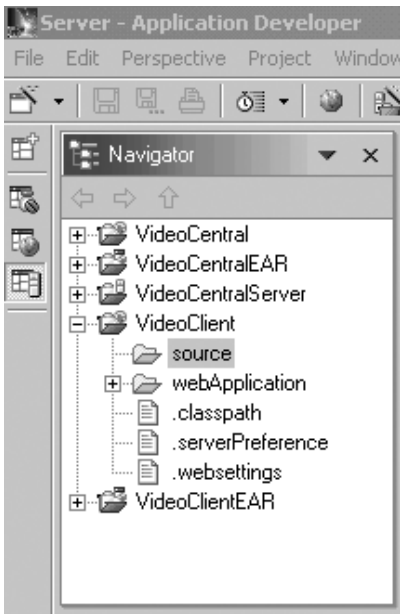 Server - Application Developer
File Edit Perspective Project Window
Navigator
VideoCentral
VideoCentralEAR
VideoCentralServer
VideoClient
source
webApplication
.classpath
.serverPreference
.websettings
VideoClientEAR